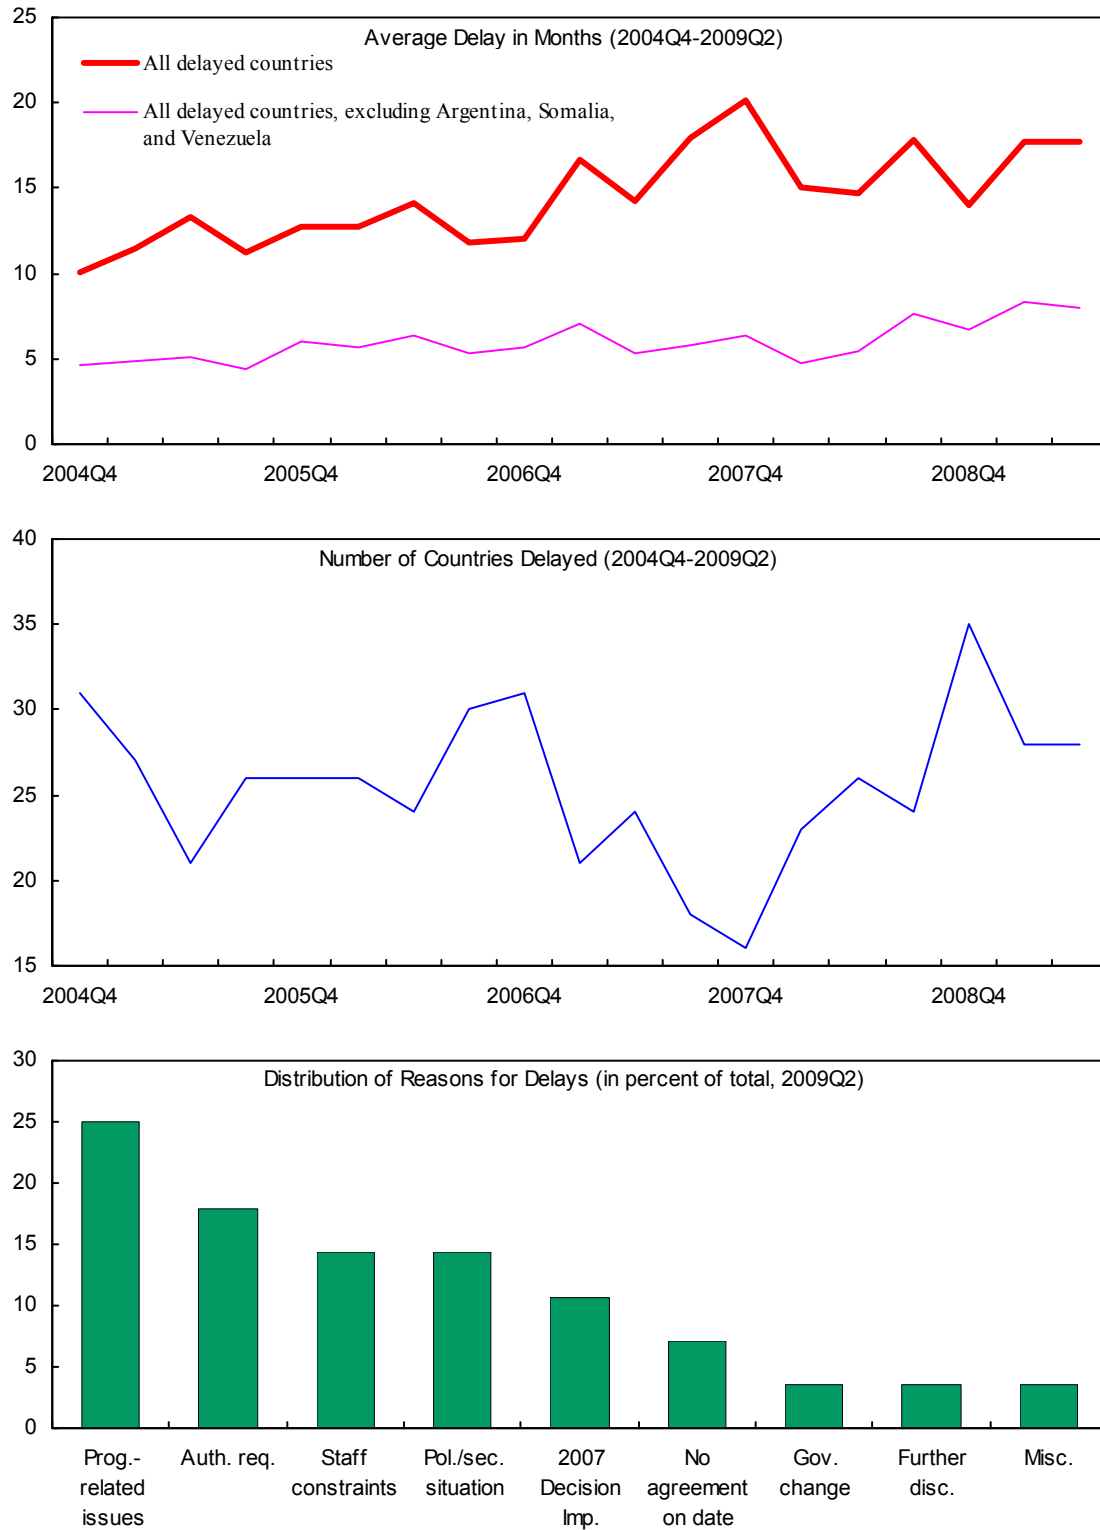 25
Average Delay in Months (2004Q4-2009Q2)
All delayed countries
20
All delayed countries, excluding Argentina, Somalia,
and Venezuela
15
10
5
0
2004Q4 2005Q4 2006Q4 2007Q4 2008Q4
40
Number of Countries Delayed (2004Q4-2009Q2)
35
30
25
20
15
2004Q4 2005Q4 2006Q4 2007Q4 2008Q4
30
Distribution of Reasons for Delays (in percent of total, 2009Q2)
25
20
15
10
5
0
Prog.-
related
issues
Auth. req.
Staff
constraints
Pol./sec.
situation
2007
Decision
Imp.
No
agreement
on date
Gov.
change
Further
disc.
Misc.